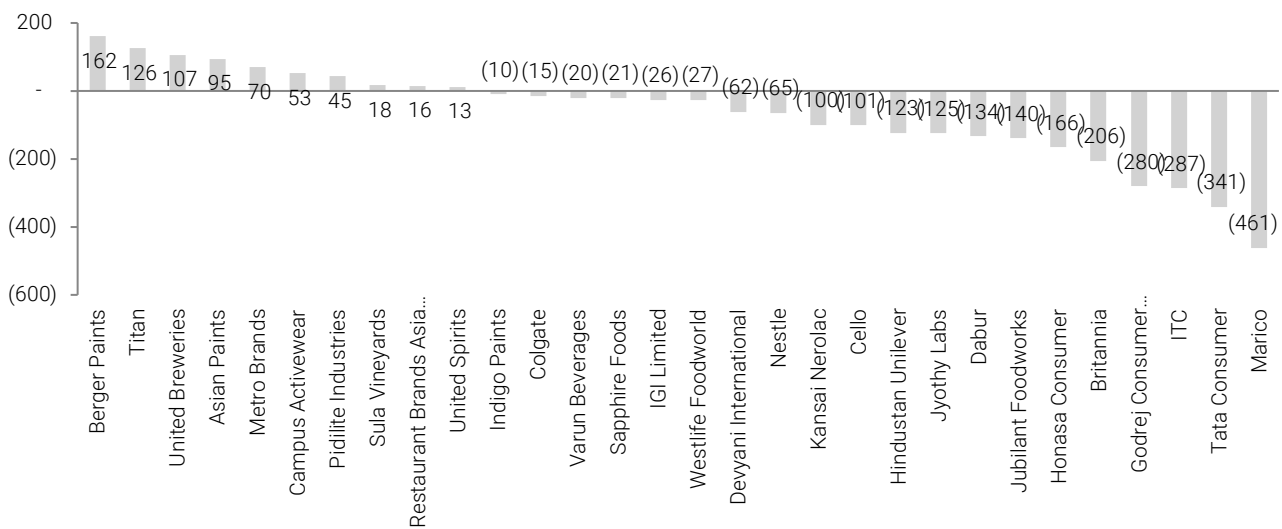 200
-
(200)
(400)
(600)
162
126
107
95
70
53
45
18
16
13
(10)
(15)
(20)
(21)
(26)
(27)
(62)
(65)
(100)
(101)
(123)
(125)
(134)
(140)
(166)
(206)
(280)
(287)
(341)
(461)
Berger Paints
Titan
United Breweries
Asian Paints
Metro Brands
Campus Activewear
Pidilite Industries
Sula Vineyards
Restaurant Brands Asia...
United Spirits
Indigo Paints
Colgate
Varun Beverages
Sapphire Foods
IGI Limited
Westlife Foodworld
Devyani International
Nestle
Kansai Nerolac
Cello
Hindustan Unilever
Jyothy Labs
Dabur
Jubilant Foodworks
Honasa Consumer
Britannia
Godrej Consumer...
ITC
Tata Consumer
Marico